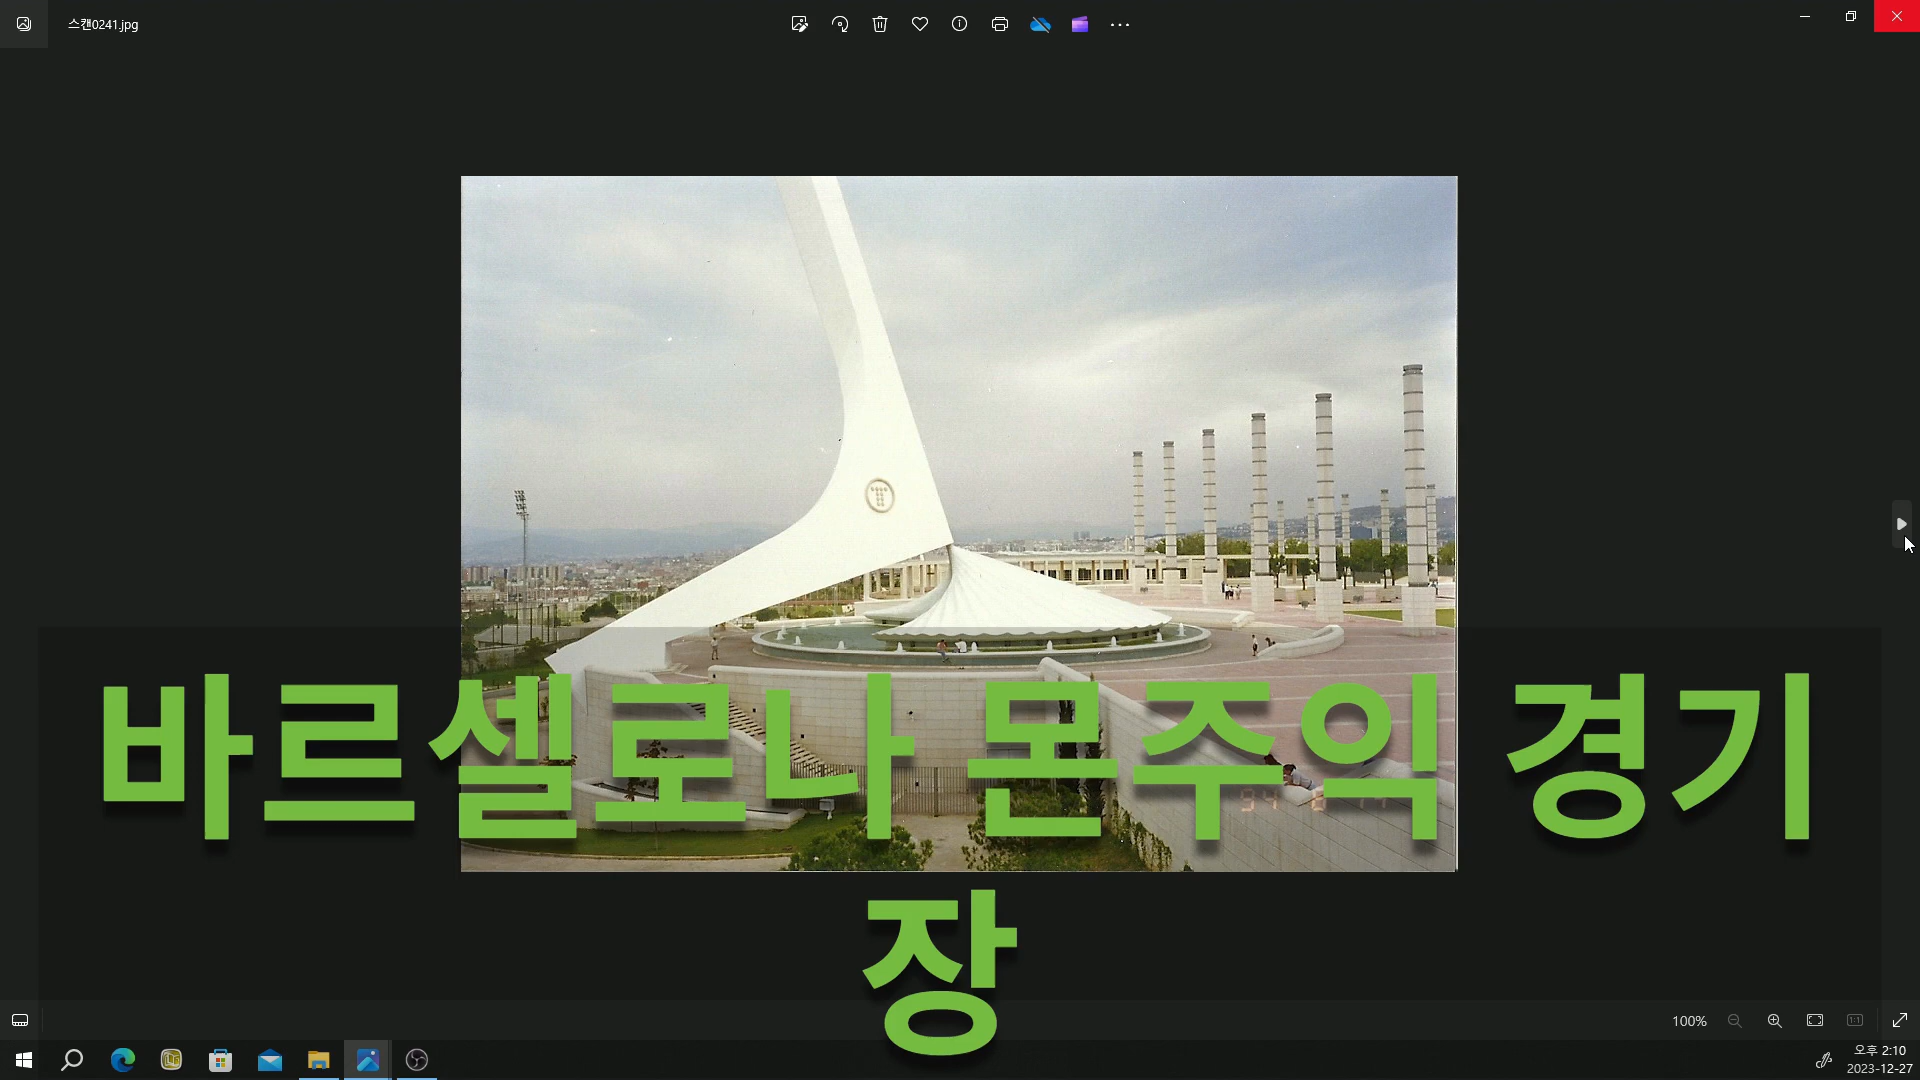 스캔0241.jpg
바르셀로나 몬주익 경기
장
100%
오후 2:10
2023-12-27